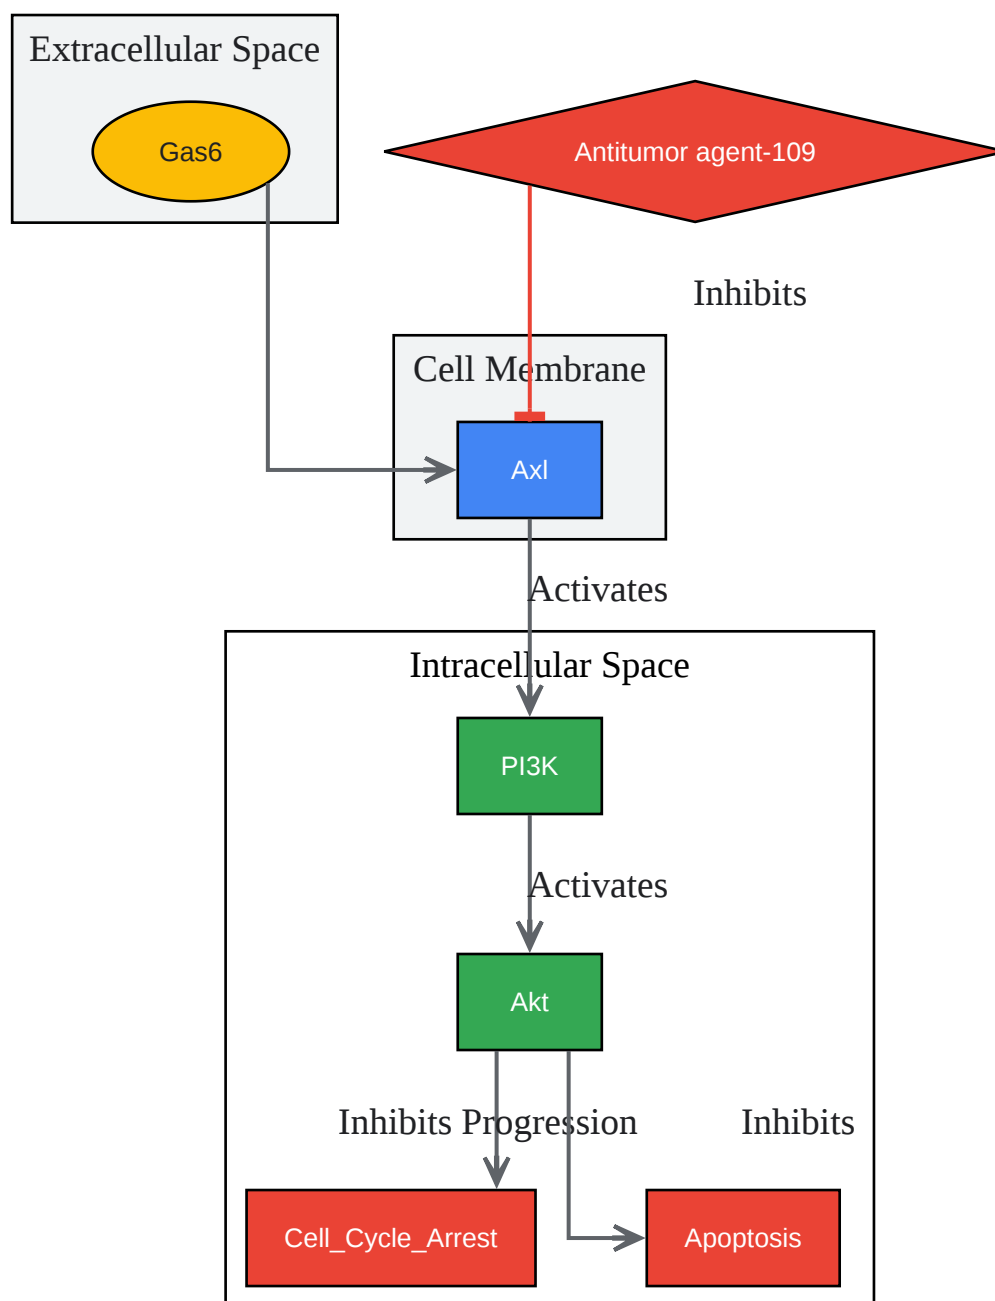 Extracellular Space
Gas6
Antitumor agent-109
Inhibits
Cell Membrane
Axl
Activates
Intracellular Space
PI3K
Activates
Akt
Inhibits Progression
Inhibits
Cell_Cycle_Arrest
Apoptosis